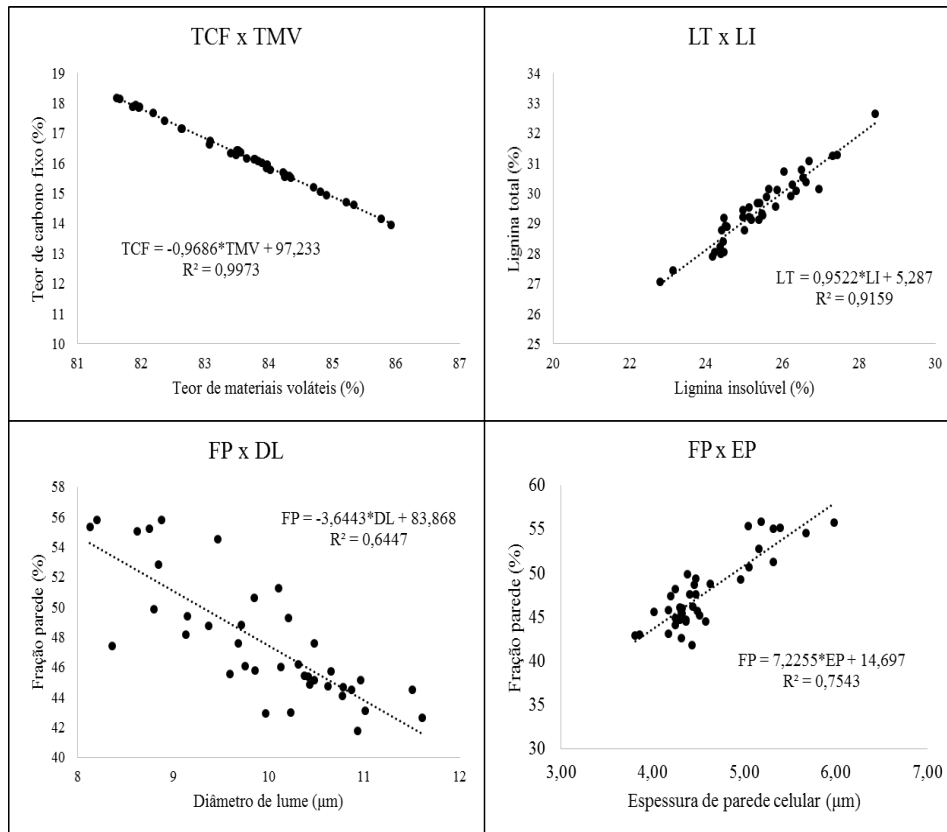 TCF x TMV
Teor de carbono fixo (%)
19
18
17
16
15
14
13
12
11
10
TCF = -0,9686*TMV + 97,233
R² = 0,9973
81 82 83 84 85 86 87
Teor de materiais voláteis (%)
LT x LI
Lignina total (%)
34
33
32
31
30
29
28
27
26
25
LT = 0,9522*LI + 5,287
R² = 0,9159
20 22 24 26 28 30
Lignina insolúvel (%)
FP x DL
Fração parede (%)
58
56
54
52
50
48
46
44
42
40
FP = -3,6443*DL + 83,868
R² = 0,6447
8 9 10 11 12
Diâmetro de lume (µm)
FP x EP
Fração parede (%)
60
55
50
45
40
35
30
FP = 7,2255*EP + 14,697
R² = 0,7543
3,00 4,00 5,00 6,00 7,00
Espessura de parede celular (µm)